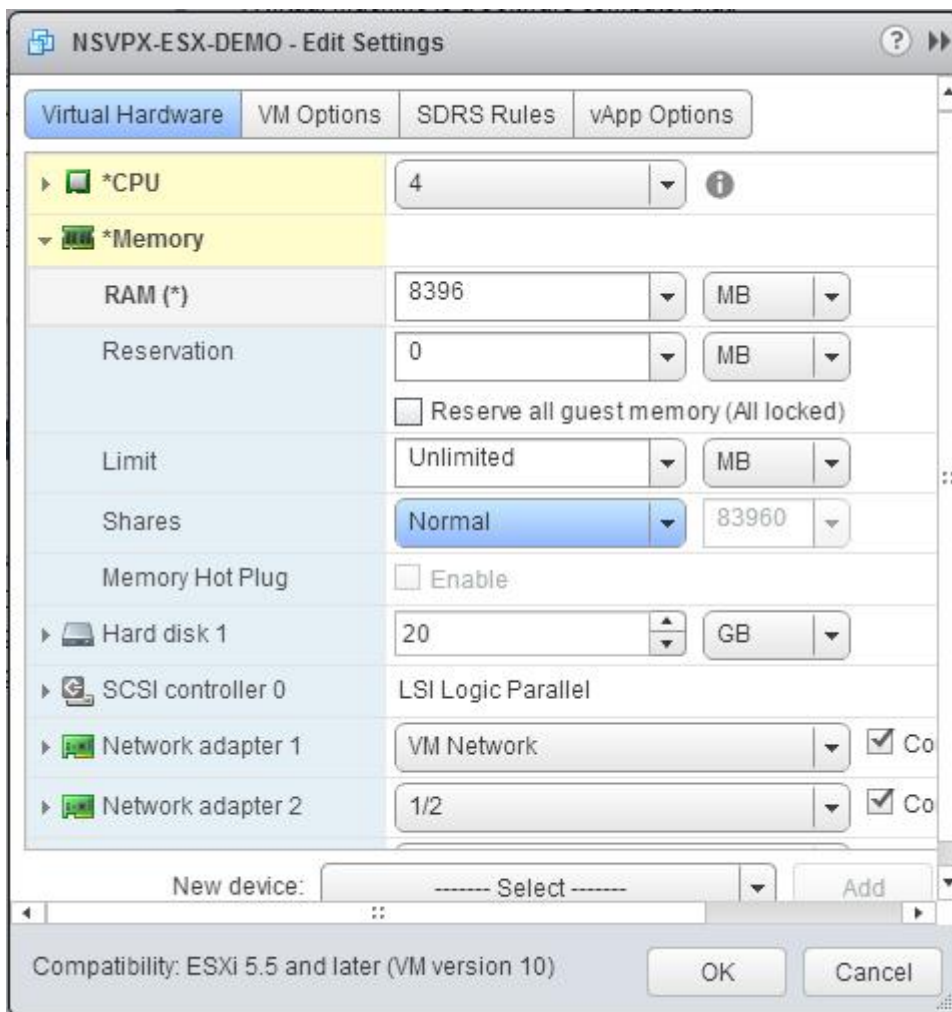 NSVPX-ESX-DEMO - Edit Settings
Virtual Hardware VM Options SDRS Rules vApp Options
*CPU 4
*Memory
RAM (*) 8396 MB
Reservation 0 MB
Reserve all guest memory (All locked)
Limit Unlimited MB
Shares Normal 83960
Memory Hot Plug Enable
Hard disk 1 20 GB
SCSI controller 0 LSI Logic Parallel
Network adapter 1 VM Network Co
Network adapter 2 1/2 Co
New device: ------- Select ------- Add
Compatibility: ESXi 5.5 and later (VM version 10) OK Cancel